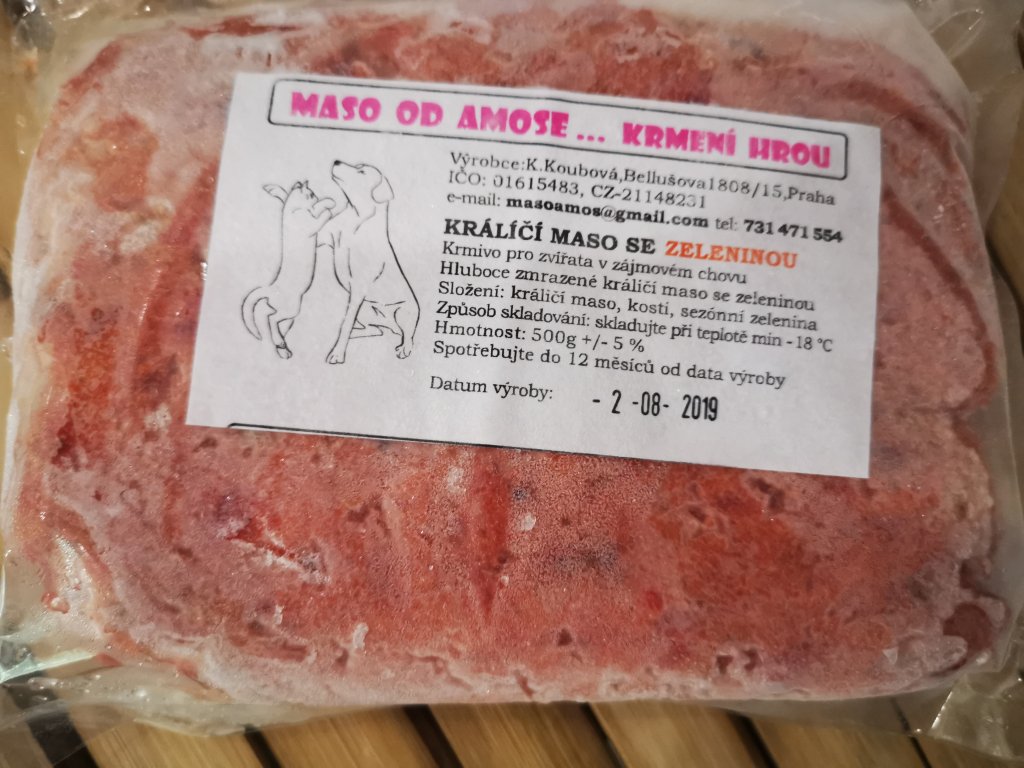 MASO OD AMOSE... KRMENÍ HROU
Výrobce:K.Koubová,Bellušova1808/15,Praha
IČO: 01615483, CZ-21148231
e-mail: masoamos@gmail.com tel: 731 471 554
KRÁLÍČÍ MASO SE ZELENINOU
Krmivo pro zvířata v zájmovém chovu
Hluboce zmrazené králičí maso se zeleninou
Složení: králičí maso, kosti, sezónní zelenina
Způsob skladování: skladujte při teplotě min -18 °C
Hmotnost: 500g +/- 5 %
Spotřebujte do 12 měsíců od data výroby
Datum výroby: - 2 -08- 2019